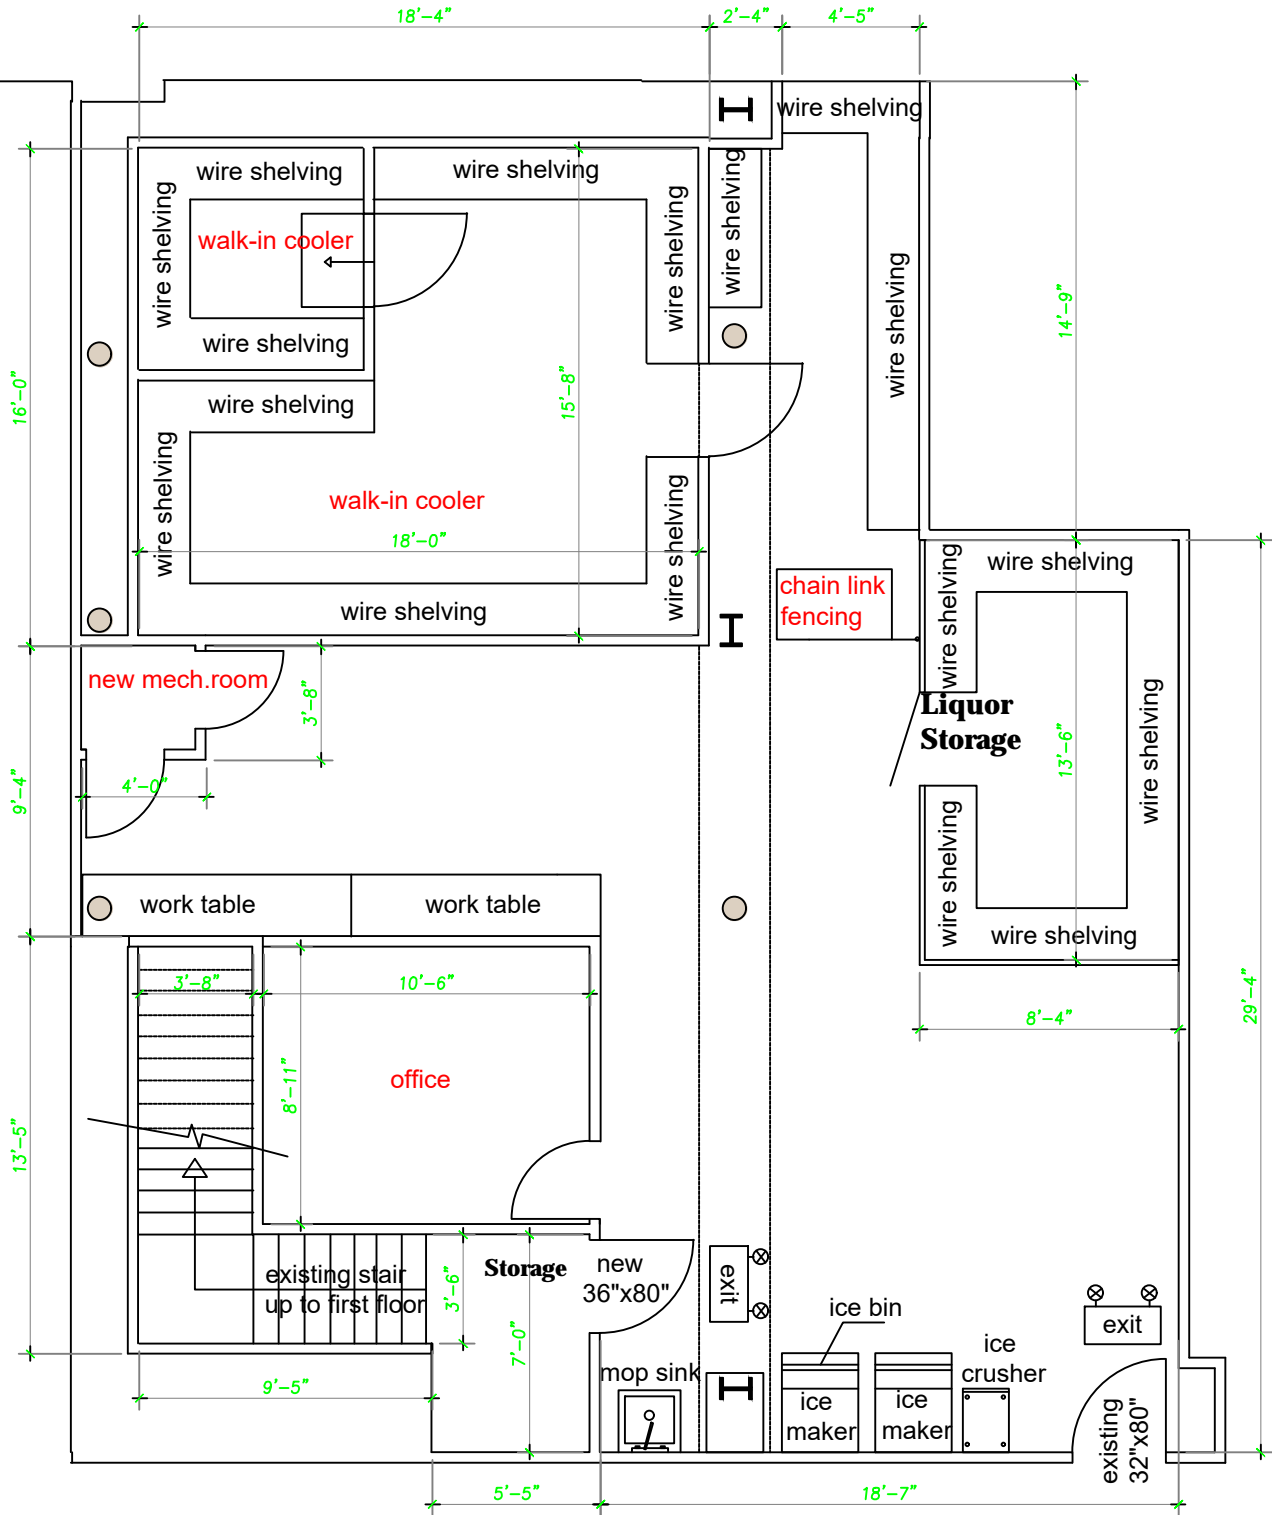 18'-4"
2'-4"
4'-5"
wire shelving
wire shelving
wire shelving
wire shelving
wire shelving
wire shelving
walk-in cooler
wire shelving
14'-9"
wire shelving
16'-0"
15'-8"
wire shelving
wire shelving
walk-in cooler
18'-0"
wire shelving
wire shelving
wire shelving
chain link
fencing
wire shelving
wire shelving
new mech.room
3'-8"
Liquor
Storage
13'-6"
wire shelving
9'-4"
4'-0"
wire shelving
work table
work table
wire shelving
3'-8"
10'-6"
29'-4"
8'-4"
8'-11"
office
13'-5"
Storage
new
36"x80"
existing stair
up to first floor
3'-6"
7'-0"
exit
ice bin
exit
ice
crusher
mop sink
9'-5"
ice
maker
ice
maker
existing
32"x80"
5'-5"
18'-7"